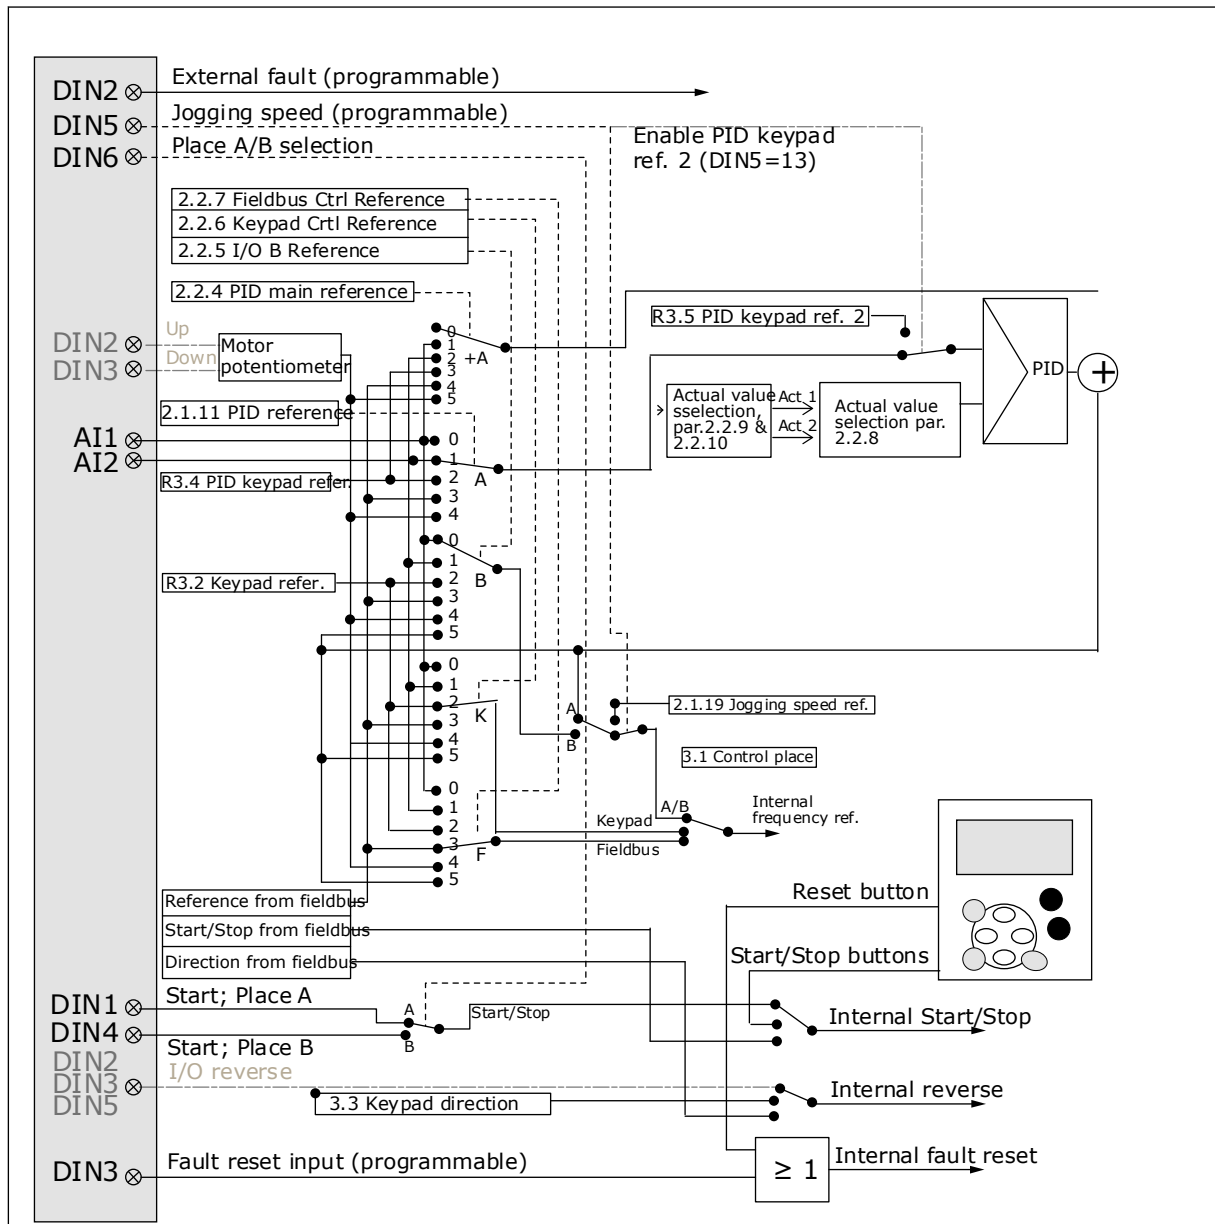 DIN2
External fault (programmable)
DIN5
Jogging speed (programmable)
DIN6
Place A/B selection
Enable PID keypad
ref. 2 (DIN5=13)
2.2.7 Fieldbus Ctrl Reference
2.2.6 Keypad Crtl Reference
2.2.5 I/O B Reference
2.2.4 PID main reference
R3.5 PID keypad ref. 2
DIN2
Up
DIN3
Down
Motor
potentiometer
0
1
2
3
4
5
+A
PID
+
Actual value
sselection,
par.2.2.9 &
2.2.10
Act 1
Act 2
Actual value
selection par.
2.2.8
2.1.11 PID reference
AI1
AI2
R3.4 PID keypad refer.
0
1
2
3
4
A
R3.2 Keypad refer.
0
1
2
3
4
5
B
0
1
2
3
4
5
K
A
B
2.1.19 Jogging speed ref.
3.1 Control place
0
1
2
3
4
5
F
A/B
Keypad
Fieldbus
Internal
frequency ref.
Reference from fieldbus
Start/Stop from fieldbus
Direction from fieldbus
Reset button
Start/Stop buttons
DIN1
Start; Place A
DIN4
Start; Place B
A
B
Start/Stop
Internal Start/Stop
DIN2
DIN3
DIN5
I/O reverse
3.3 Keypad direction
Internal reverse
DIN3
Fault reset input (programmable)
≥ 1
Internal fault reset